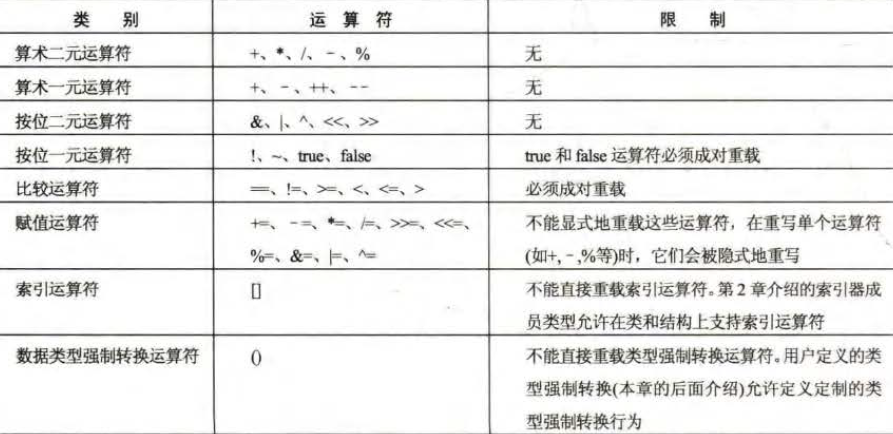 类 别 运 算 符 限 制
算术二元运算符 +、*、/、-、% 无
算术一元运算符 +、-、++、-- 无
按位二元运算符 &、|、^、<<、>> 无
按位一元运算符 !、~、true、false true 和 false 运算符必须成对重载
比较运算符 ==、!=、>=、<、<=、> 必须成对重载
赋值运算符 +=、-=、*=、/=、>>=、<<=、 不能显式地重载这些运算符，在重写单个运算符
%=、&=、|=、^= (如+,-,%等)时，它们会被隐式地重写
索引运算符 [] 不能直接重载索引运算符。第2章介绍的索引器成
员类型允许在类和结构上支持索引运算符
数据类型强制转换运算符 () 不能直接重载类型强制转换运算符。用户定义的类
型强制转换(本章的后面介绍)允许定义定制的类
型强制转换行为